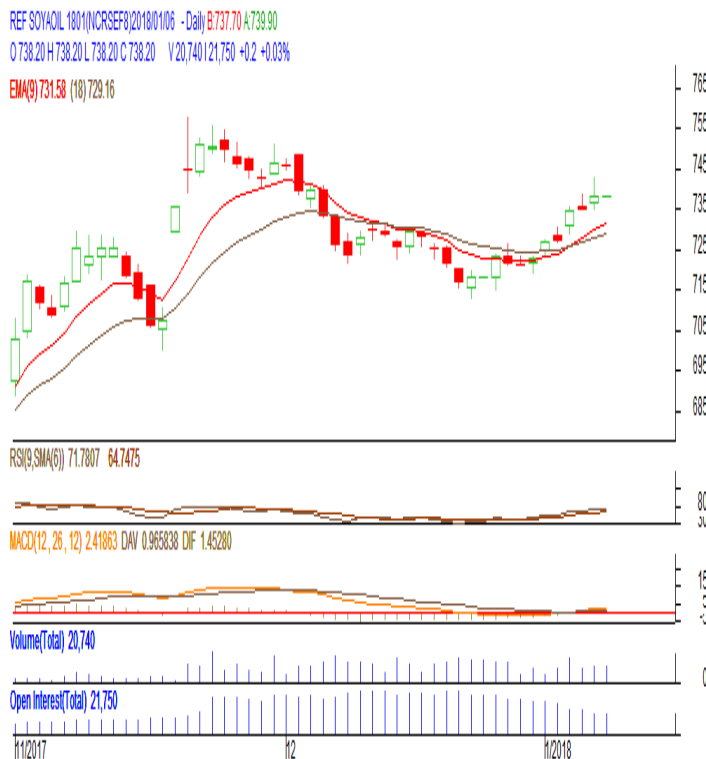 REF SOYAOIL 1801(NCRSEF8)2018/01/06 - Daily B:737.70 A:739.90
O 738.20 H 738.20 L 738.20 C 738.20 V 20,740 I 21,750 +0.2 +0.03%
EMA(9) 731.58 (18) 729.16
765
755
745
735
725
715
705
695
685
RSI(9,SMA(6)) 71.7807 64.7475
80
30
MACD(12 , 26 , 12) 2.41863 DAV 0.965838 DIF 1.45280
15
5
Volume(Total) 20,740
0
Open Interest(Total) 21,750
11/2017 12 1/2018